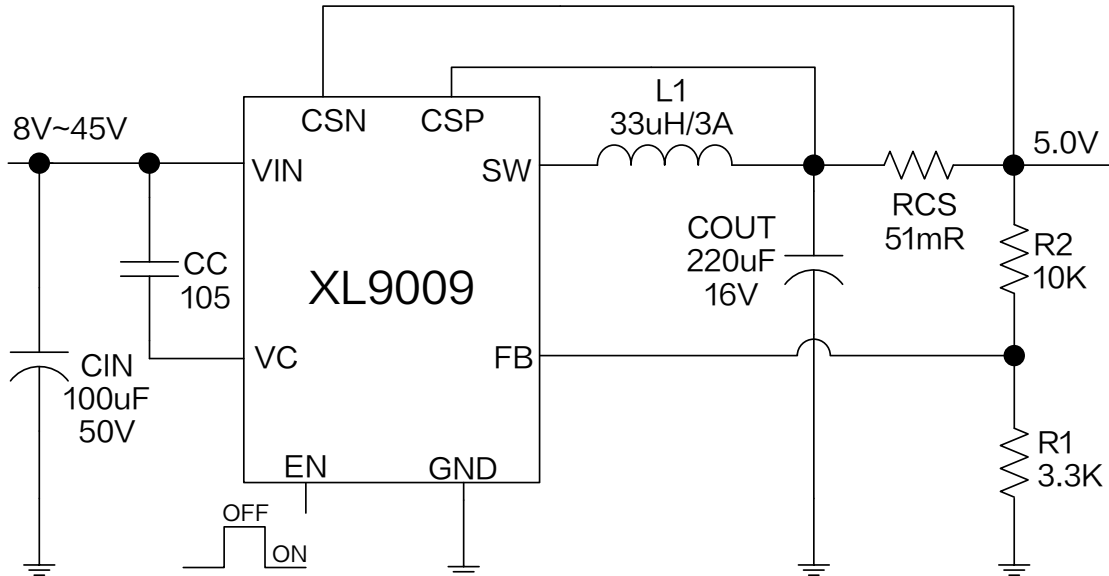 CSN
CSP
8V~45V
VIN
SW
L1
33uH/3A
5.0V
RCS
51mR
CC
105
XL9009
COUT
220uF
16V
R2
10K
VC
FB
CIN
100uF
50V
EN
GND
R1
3.3K
OFF
ON